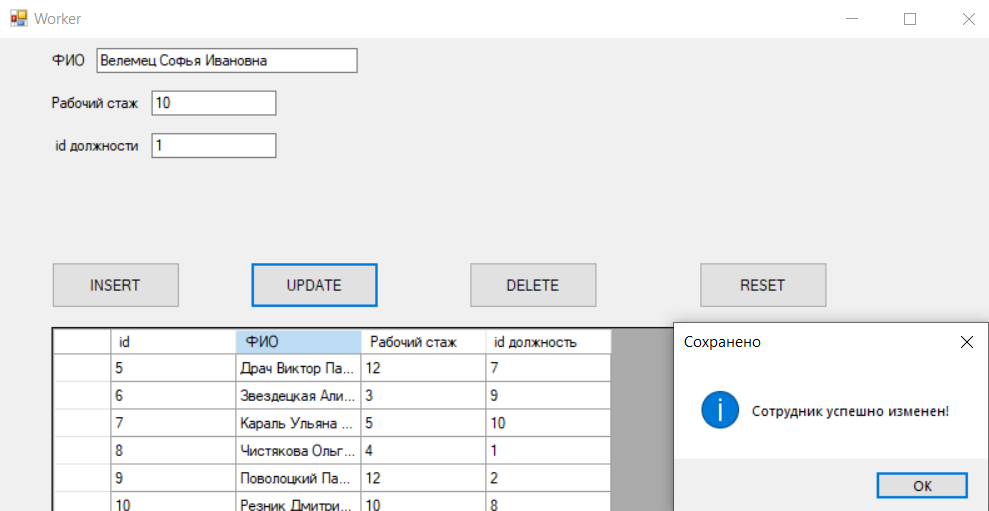 Worker
ФИО Велемец Софья Ивановна
Рабочий стаж 10
id должности 1
INSERT UPDATE DELETE RESET
id ФИО Рабочий стаж id должность
5 Драч Виктор Па... 12 7
6 Звездецкая Али... 3 9
7 Караль Ульяна ... 5 10
8 Чистякова Ольг... 4 1
9 Поволоцкий Па... 12 2
10 Резник Дмитри... 10 8
Сохранено
Сотрудник успешно изменен!
OK